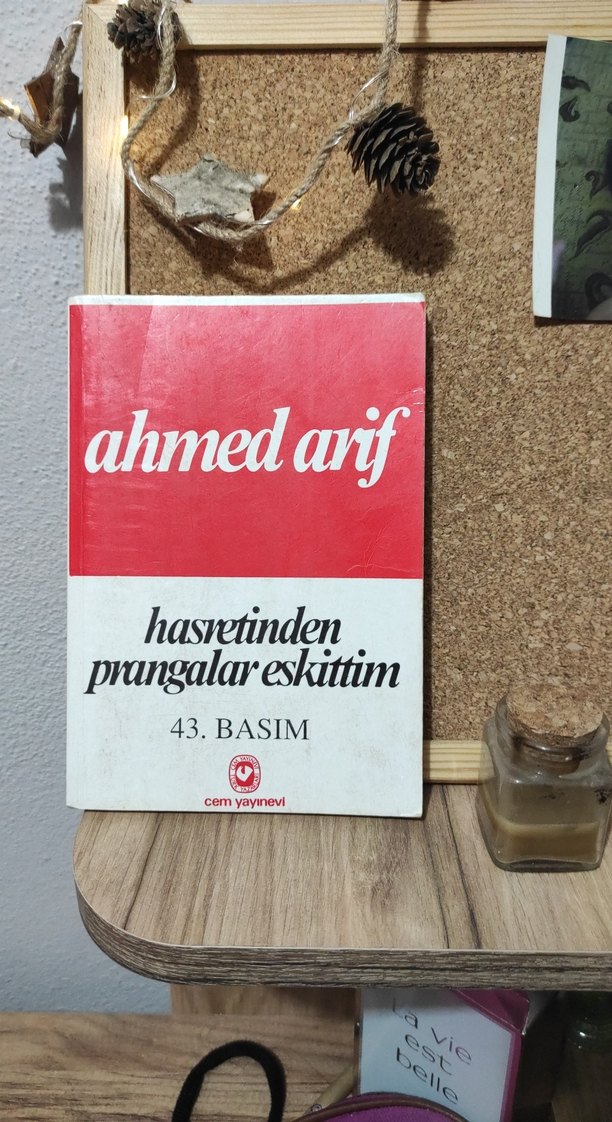 ahmed arif
hasretinden
prangalar eskittim
43. BASIM
cem yayınevi
La vie
est
belle